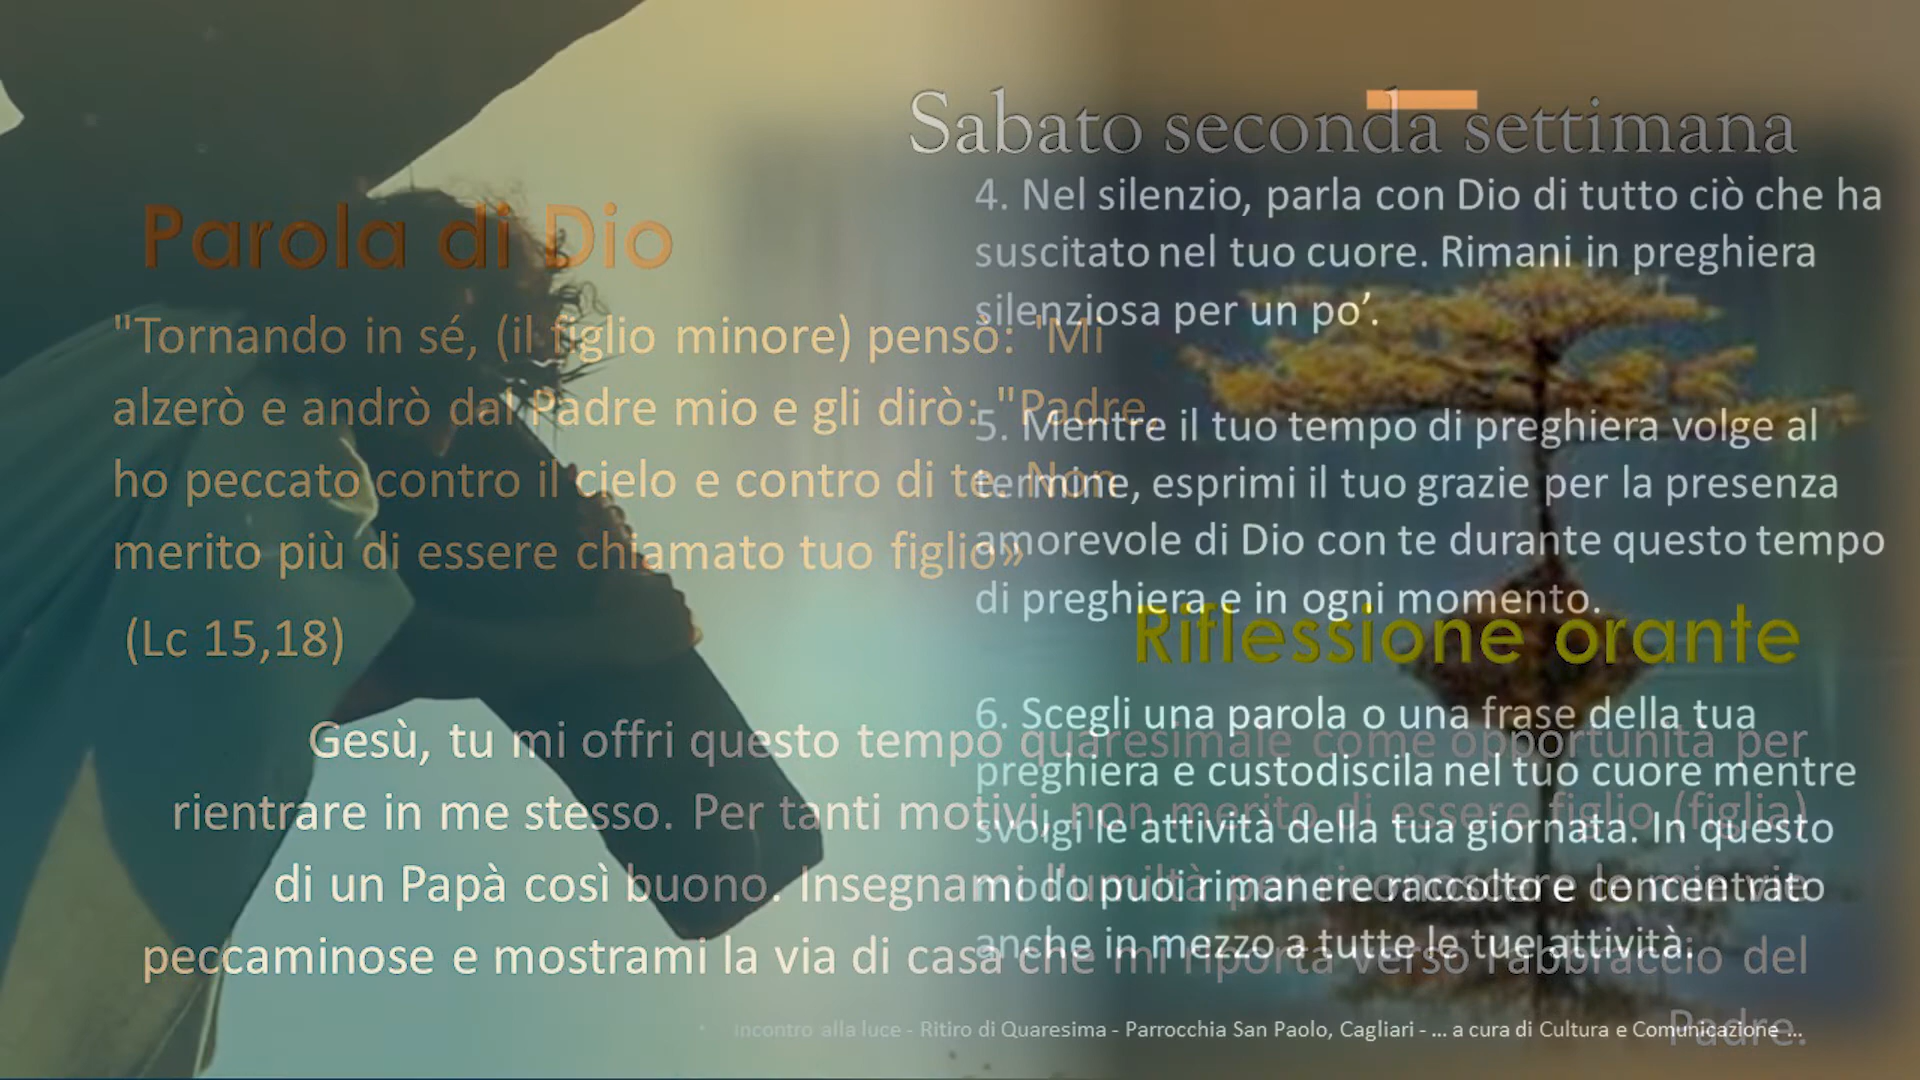 Sabato seconda settimana
Parola di Dio
"Tornando in sé, (il figlio minore) pensò: "Mi
alzerò e andrò dal Padre mio e gli dirò: "Padre,
ho peccato contro il cielo e contro di te. Non
merito più di essere chiamato tuo figlio»
(Lc 15,18)
4. Nel silenzio, parla con Dio di tutto ciò che ha
suscitato nel tuo cuore. Rimani in preghiera
silenziosa per un po’.
5. Mentre il tuo tempo di preghiera volge al
termine, esprimi il tuo grazie per la presenza
amorevole di Dio con te durante questo tempo
di preghiera e in ogni momento.
6. Scegli una parola o una frase della tua
preghiera e custodiscila nel tuo cuore mentre
svolgi le attività della tua giornata. In questo
modo puoi rimanere raccolto e concentrato
anche in mezzo a tutte le tue attività.
Riflessione orante
Gesù, tu mi offri questo tempo quaresimale come opportunità per
rientrare in me stesso. Per tanti motivi, non merito di essere figlio (figlia)
di un Papà così buono. Insegnami l'umiltà per riconoscere le mie vie
peccaminose e mostrami la via di casa che mi riporta verso l'abbraccio del
Padre.
Incontro alla luce - Ritiro di Quaresima - Parrocchia San Paolo, Cagliari - ... a cura di Cultura e Comunicazione ...